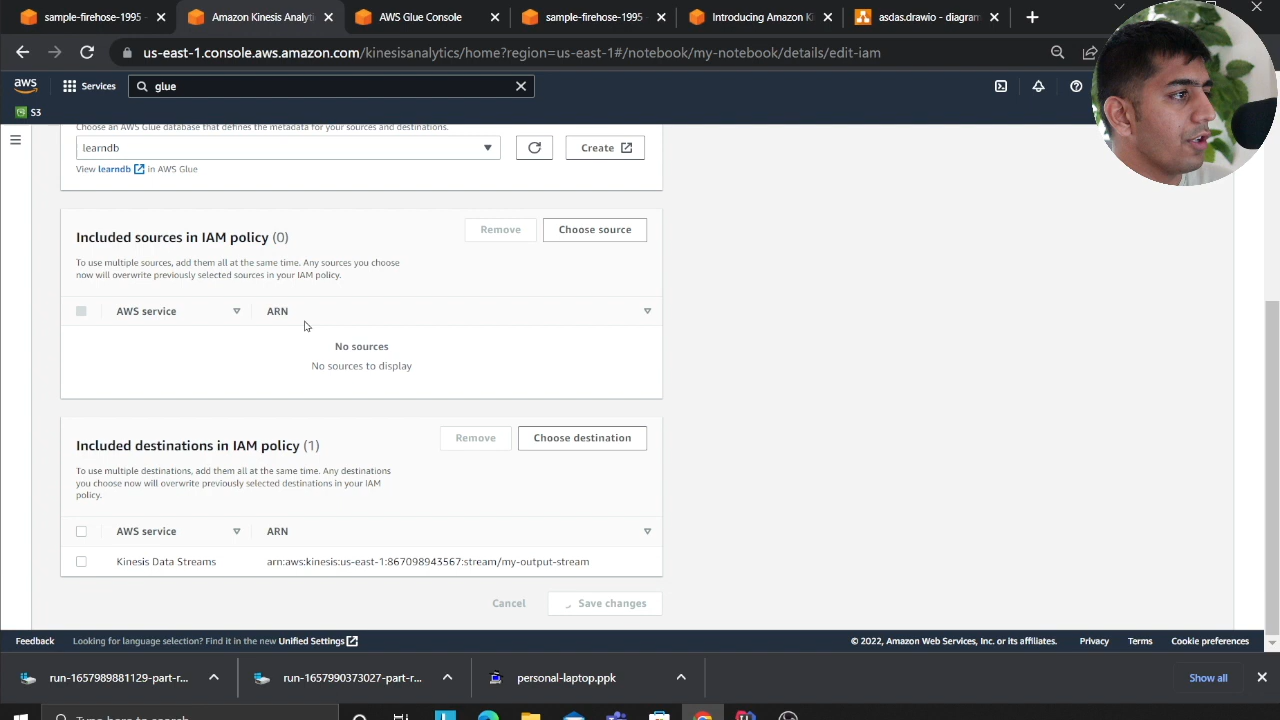 sample-firehose-1995
Amazon Kinesis Analyti
AWS Glue Console
sample-firehose-1995
Introducing Amazon Ki
asdas.drawio - diagram
us-east-1.console.aws.amazon.com/kinesisanalytics/home?region=us-east-1#/notebook/my-notebook/details/edit-iam
aws
Services
glue
S3
Choose an AWS Glue database that defines the metadata for your sources and destinations.
learndb
Create
View learndb in AWS Glue
Included sources in IAM policy (0)
Remove
Choose source
To use multiple sources, add them all at the same time. Any sources you choose
now will overwrite previously selected sources in your IAM policy.
AWS service
ARN
No sources
No sources to display
Included destinations in IAM policy (1)
Remove
Choose destination
To use multiple destinations, add them all at the same time. Any destinations
you choose now will overwrite previously selected destinations in your IAM
policy.
AWS service
ARN
Kinesis Data Streams
arn:aws:kinesis:us-east-1:867098943567:stream/my-output-stream
Cancel
Save changes
Feedback
Looking for language selection? Find it in the new Unified Settings
© 2022, Amazon Web Services, Inc. or its affiliates.
Privacy
Terms
Cookie preferences
run-1657989881129-part-r...
run-1657990373027-part-r...
personal-laptop.ppk
Show all
Type here to search